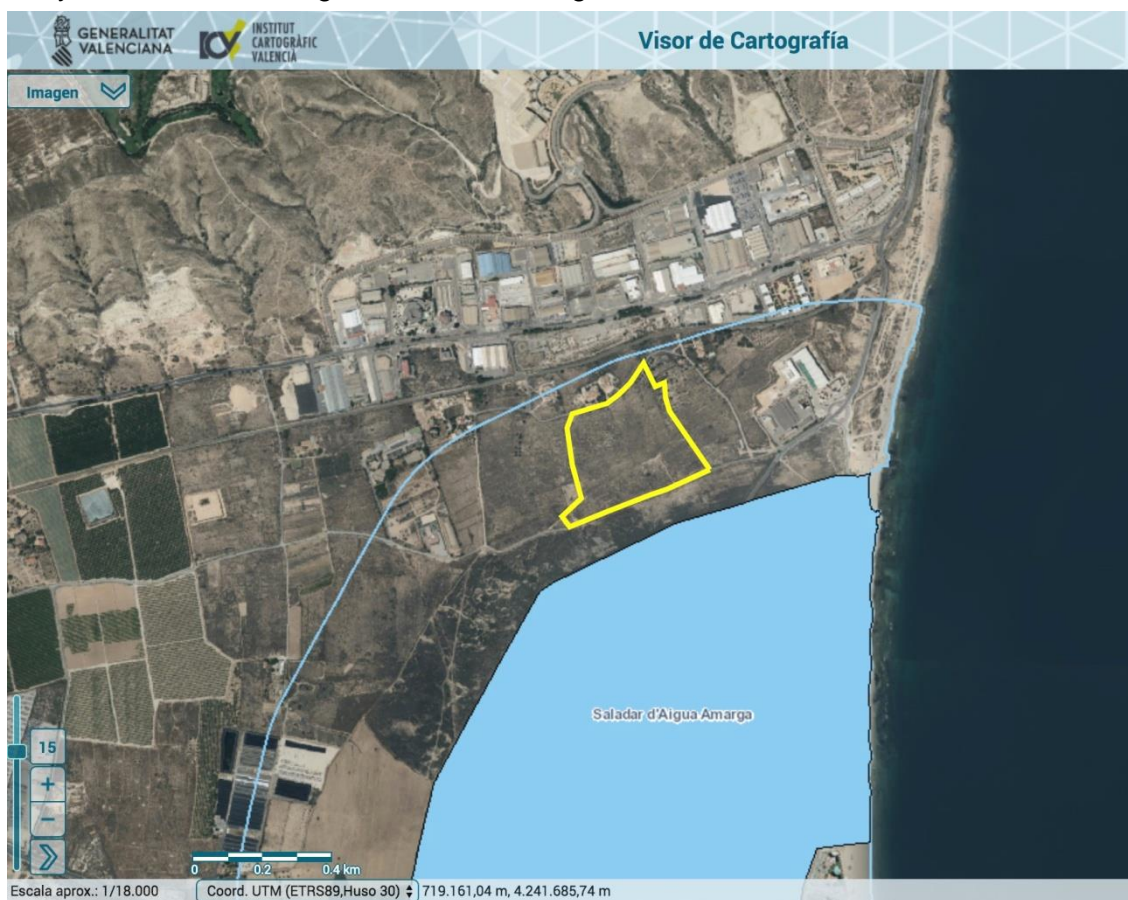 GENERALITAT
VALENCIANA
ICV
INSTITUT
CARTOGRÀFIC
VALENCIÀ
Visor de Cartografía
Imagen
Saladar d'Aigua Amarga
15
+
−
0 0.2 0.4 km
Escala aprox.: 1/18.000 Coord. UTM (ETRS89,Huso 30) 719.161,04 m, 4.241.685,74 m